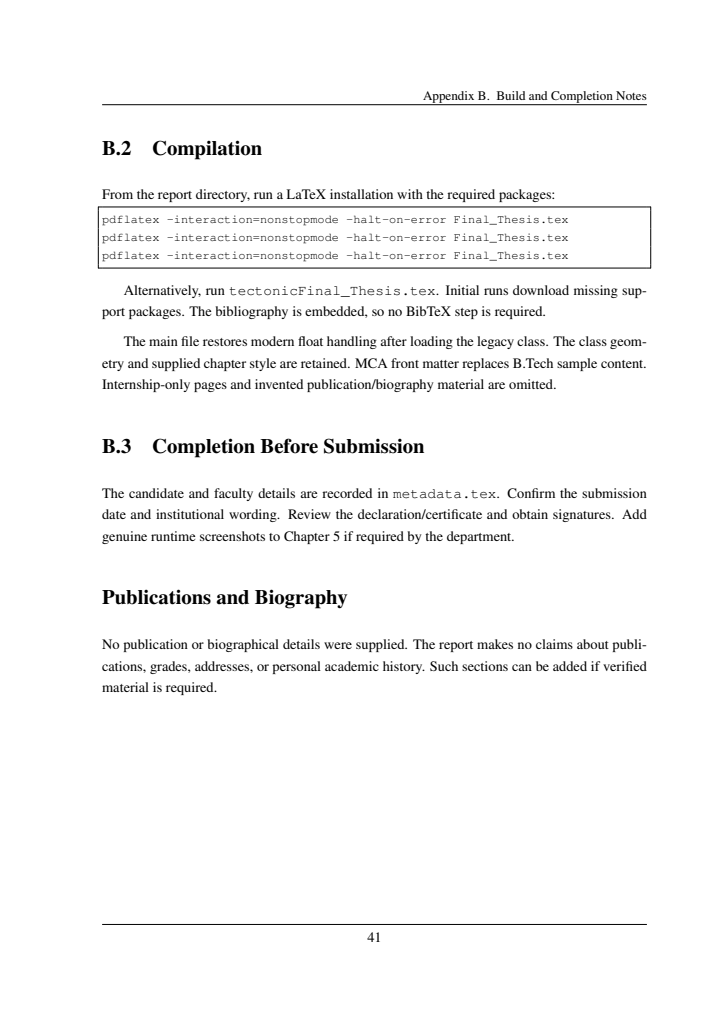 Appendix B. Build and Completion Notes
B.2 Compilation
From the report directory, run a LaTeX installation with the required packages:
pdflatex -interaction=nonstopmode -halt-on-error Final_Thesis.tex
pdflatex -interaction=nonstopmode -halt-on-error Final_Thesis.tex
pdflatex -interaction=nonstopmode -halt-on-error Final_Thesis.tex
Alternatively, run tectonicFinal_Thesis.tex. Initial runs download missing sup-
port packages. The bibliography is embedded, so no BibTeX step is required.
The main file restores modern float handling after loading the legacy class. The class geom-
etry and supplied chapter style are retained. MCA front matter replaces B.Tech sample content.
Internship-only pages and invented publication/biography material are omitted.
B.3 Completion Before Submission
The candidate and faculty details are recorded in metadata.tex. Confirm the submission
date and institutional wording. Review the declaration/certificate and obtain signatures. Add
genuine runtime screenshots to Chapter 5 if required by the department.
Publications and Biography
No publication or biographical details were supplied. The report makes no claims about publi-
cations, grades, addresses, or personal academic history. Such sections can be added if verified
material is required.
41